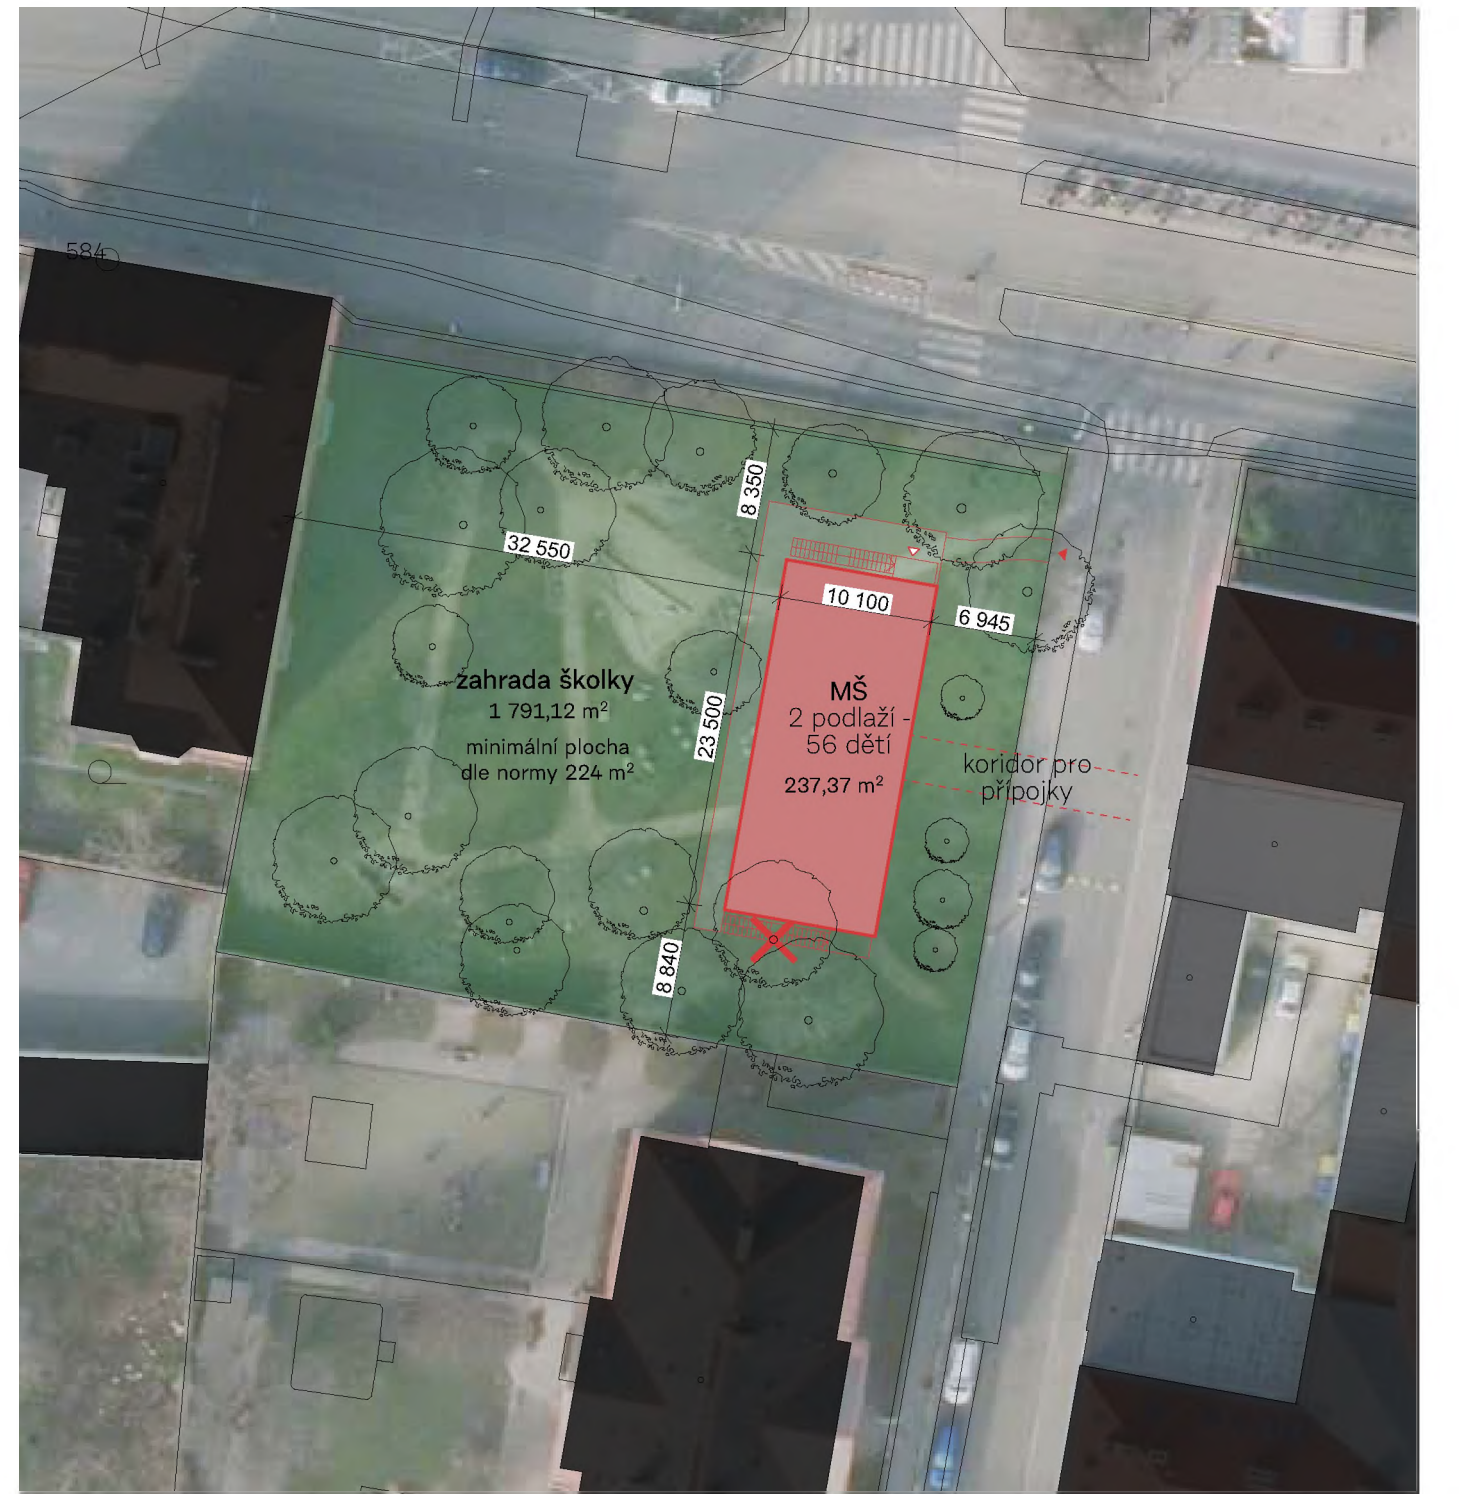 584
8 350
32 550
10 100
6 945
zahrada školky
1 791,12 m²
minimální plocha
dle normy 224 m²
23 500
MŠ
2 podlaží -
56 dětí
237,37 m²
koridor pro
přípojky
8 840